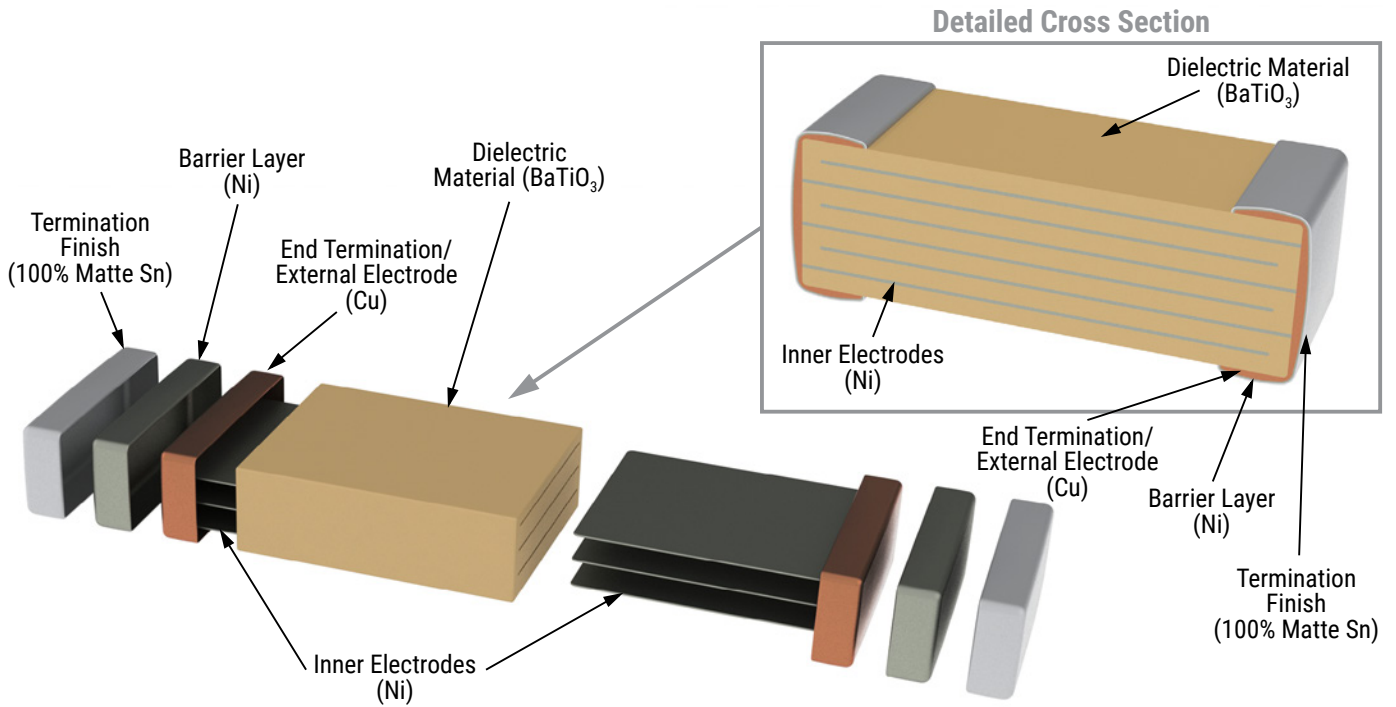 Detailed Cross Section
Dielectric Material
(BaTiO₃)
Inner Electrodes
(Ni)
End Termination/
External Electrode
(Cu)
Barrier Layer
(Ni)
Termination
Finish
(100% Matte Sn)
Termination
Finish
(100% Matte Sn)
Barrier Layer
(Ni)
End Termination/
External Electrode
(Cu)
Dielectric
Material (BaTiO₃)
Inner Electrodes
(Ni)